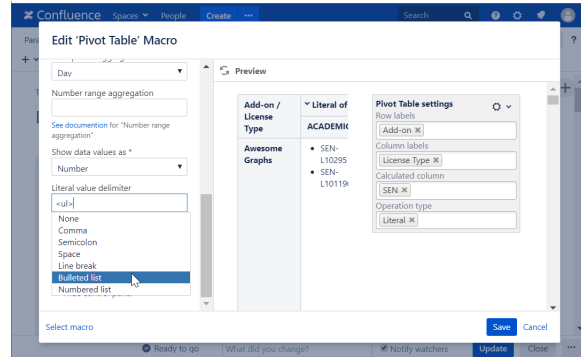 Confluence Spaces People Create ... Search
Edit 'Pivot Table' Macro
Day
Number range aggregation
See documention for "Number range
aggregation"
Show data values as *
Number
Literal value delimiter
<ul>
None
Comma
Semicolon
Space
Line break
Bulleted list
Numbered list
Preview
Add-on /
License
Type
Literal of
ACADEMIC
Awesome
Graphs
• SEN-
L10295
• SEN-
Pivot Table settings
Row labels
Add-on ×
Column labels
License Type ×
Calculated column
SEN ×
Operation type
Literal ×
Select macro
Save Cancel
Ready to go What did you change? Notify watchers Update Close ...